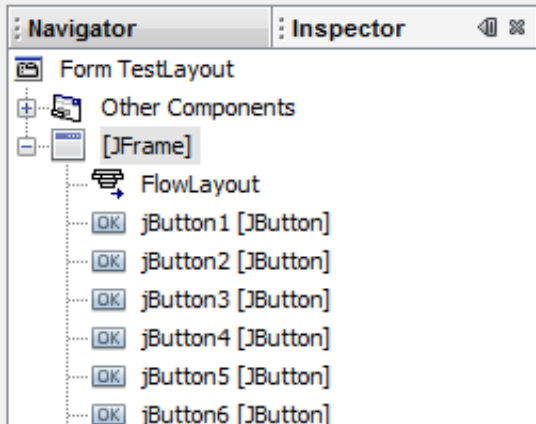 Navigator Inspector
Form TestLayout
Other Components
[JFrame]
FlowLayout
OK jButton1 [JButton]
OK jButton2 [JButton]
OK jButton3 [JButton]
OK jButton4 [JButton]
OK jButton5 [JButton]
OK jButton6 [JButton]